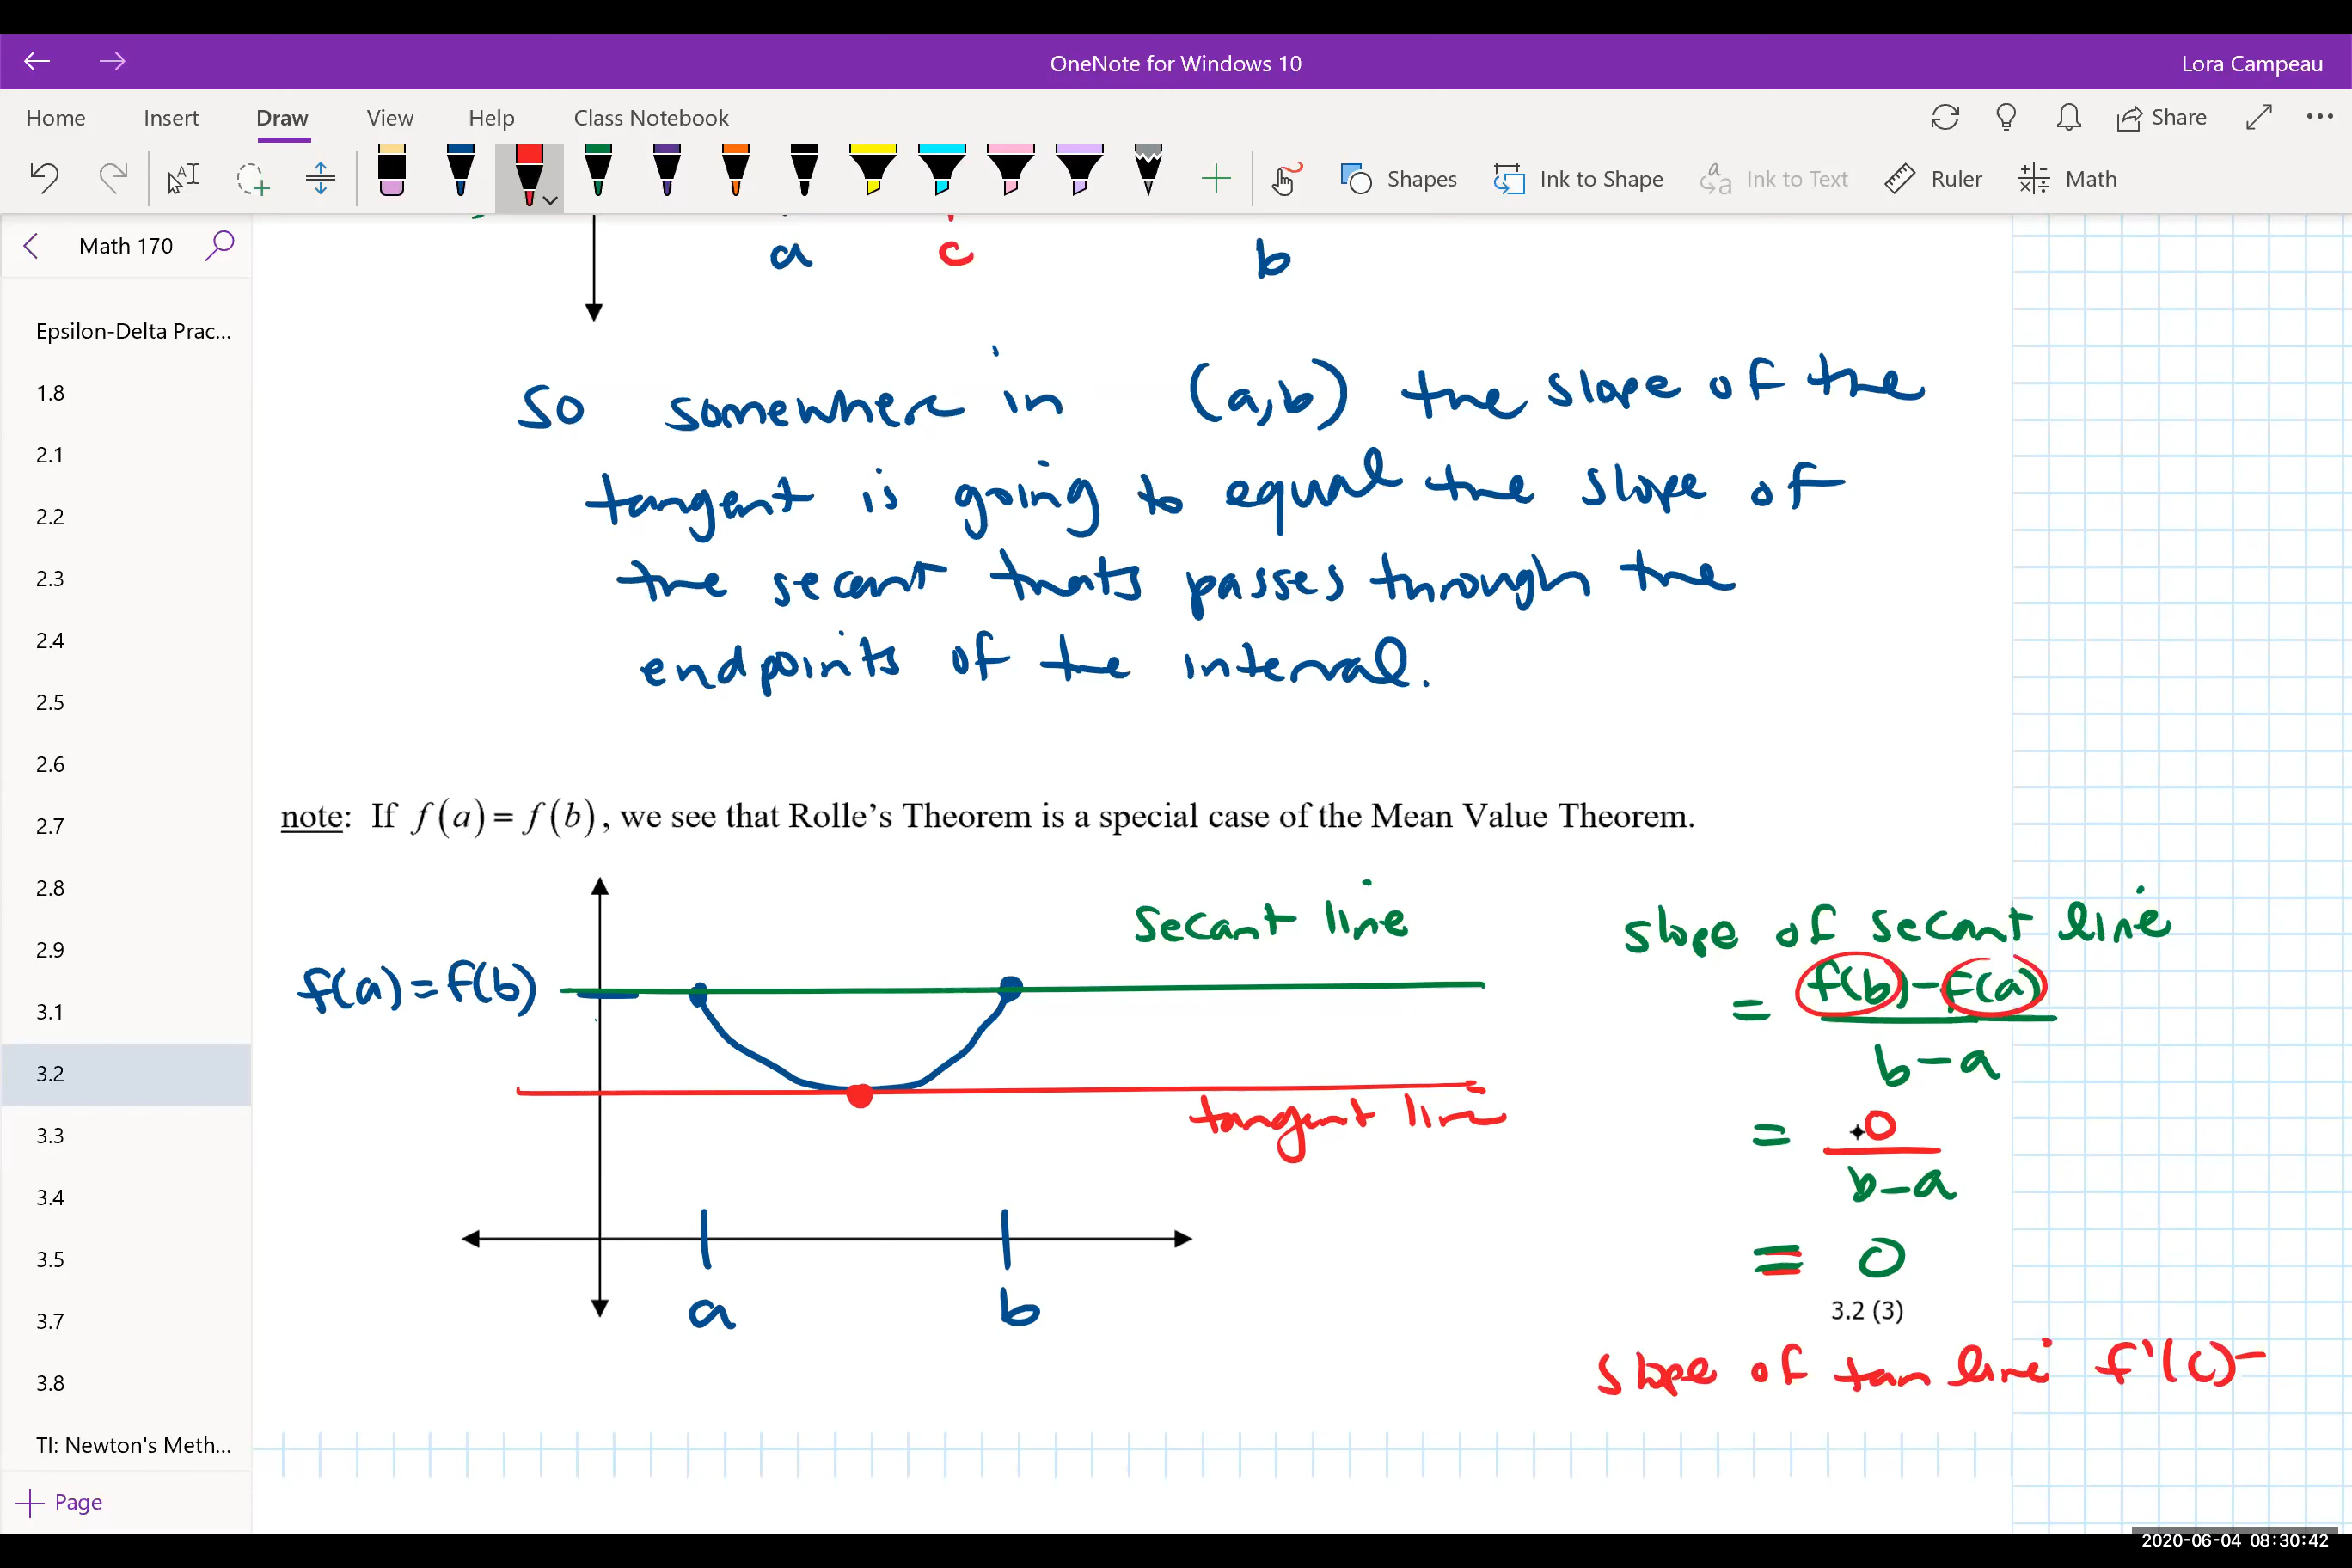 OneNote for Windows 10
Lora Campeau
Home Insert Draw View Help Class Notebook
Share
Shapes Ink to Shape Ink to Text Ruler Math
Math 170
Epsilon-Delta Prac...
1.8
2.1
2.2
2.3
2.4
2.5
2.6
2.7
2.8
2.9
3.1
3.2
3.3
3.4
3.5
3.7
3.8
TI: Newton's Meth...
Page
a c b
so somewhere in (a,b) the slope of the
tangent is going to equal the slope of
the secant thats passes through the
endpoints of the interval.
note: If f(a) = f(b), we see that Rolle's Theorem is a special case of the Mean Value Theorem.
secant line
f(a)=f(b)
tangent line
a b
slope of secant line
= f(b)-f(a)
b-a
= 0
b-a
= 0
3.2 (3)
slope of tan line f'(c)-
2020-06-04 08:30:42